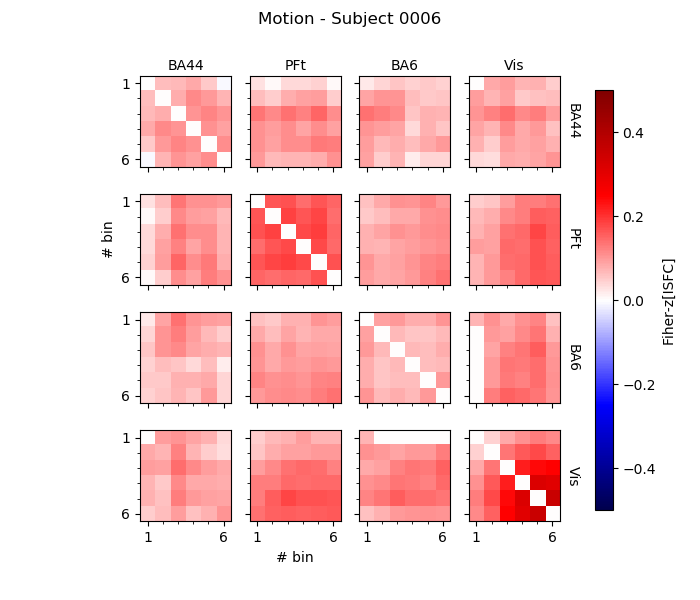 Motion - Subject 0006
BA44 PFt BA6 Vis
1
6
BA44
1
6
PFt
# bin
1
6
BA6
1
6
Vis
1 6 1 6 1 6 1 6
# bin
0.4
0.2
0.0
−0.2
−0.4
Fiher-z[ISFC]